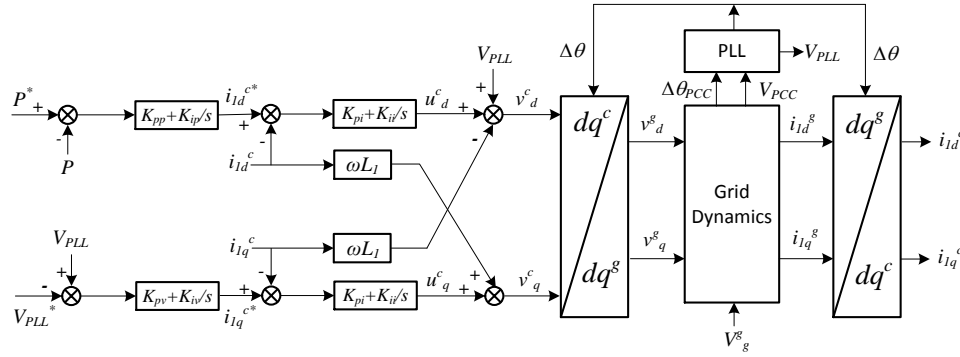 Δθ
PLL
Δθ
V_PLL
V_PLL
Δθ_PCC
V_PCC
P*
+
-
P
K_pp+K_ip/s
i_1d^c*
+
-
K_pi+K_ii/s
u^c_d
+
+
-
v^c_d
dq^c
v^g_d
i_1d^g
dq^g
i_1d^c
i_1d^c
ωL_1
Grid
Dynamics
V_PLL
i_1q^c
ωL_1
+
-
V_PLL*
K_pv+K_iv/s
-
+
i_1q^c*
K_pi+K_ii/s
u^c_q
+
+
v^c_q
dq^g
v^g_q
i_1q^g
dq^c
i_1q^c
V^g_g